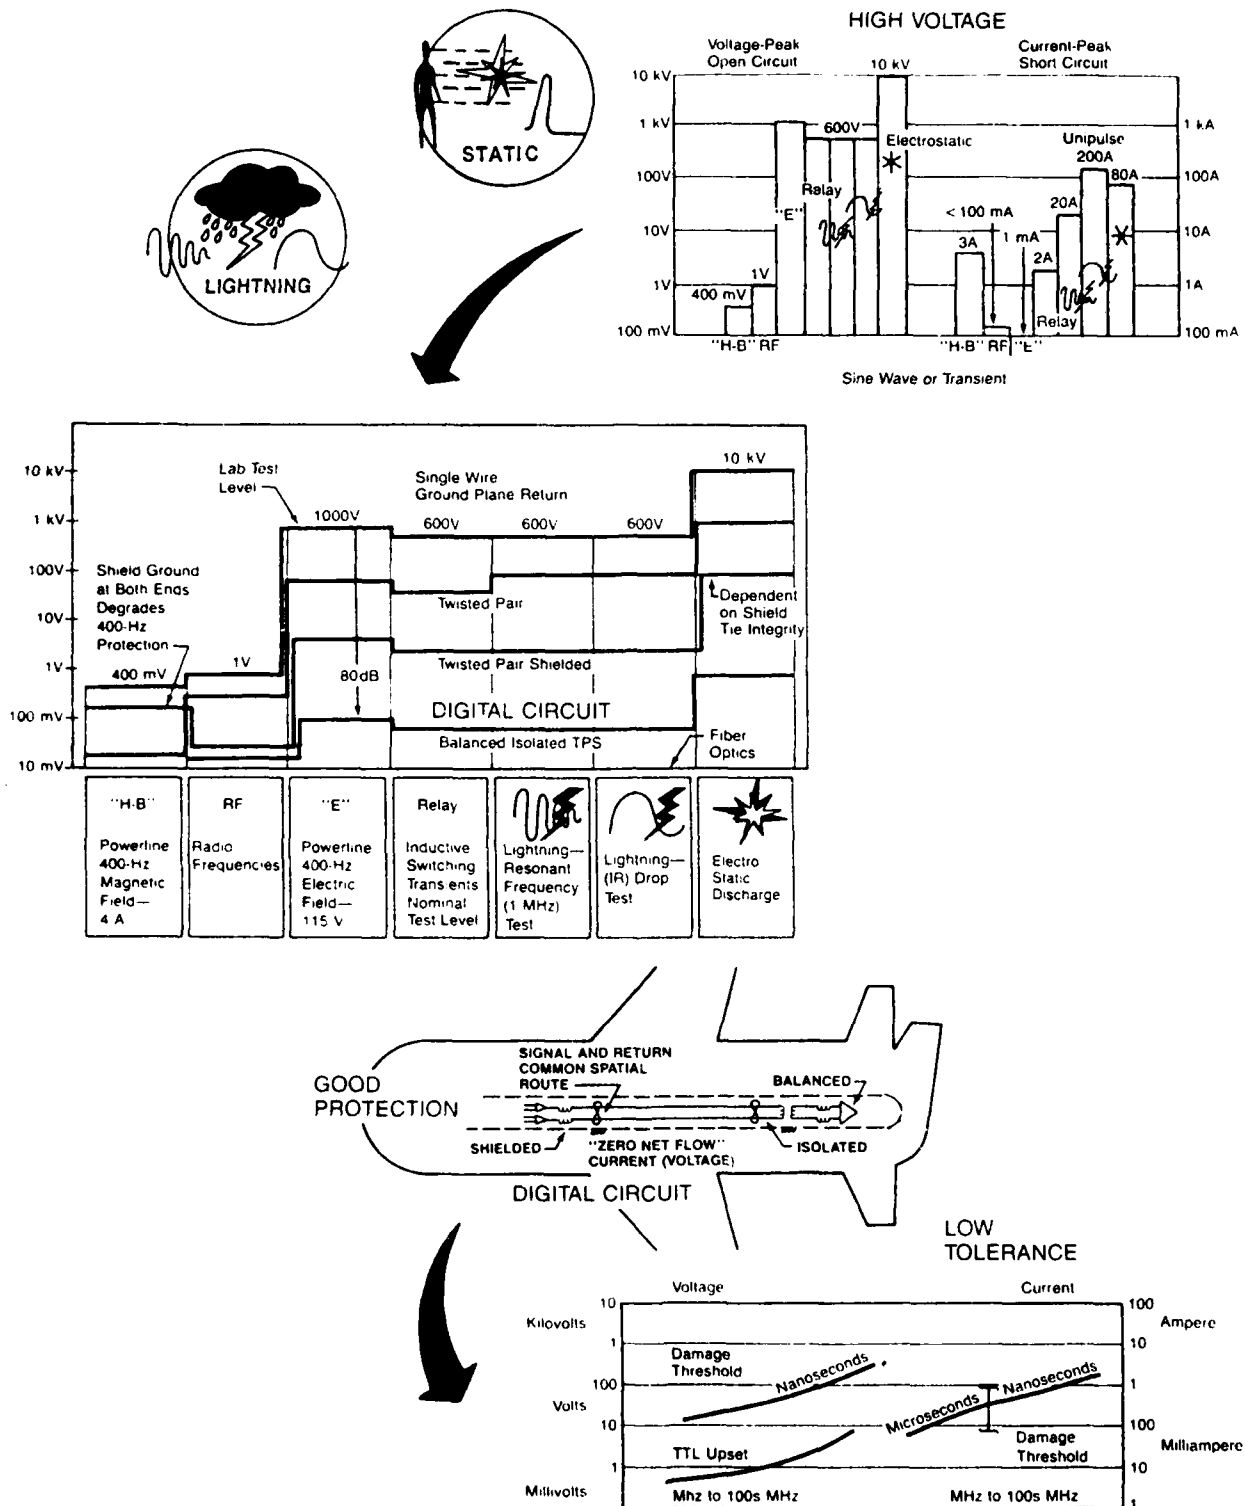 HIGH VOLTAGE
Voltage-Peak
Open Circuit
Current-Peak
Short Circuit
10 kV
10 kV
1 kV
600V
1 kA
Electrostatic
Unipulse
200A
STATIC
100V
80A
100A
Relay
"E"
20A
< 100 mA
10V
1 mA
10A
3A
2A
1V
1V
400 mV
1A
Relay
100 mV
100 mA
"H-B" RF
"H-B" RF "E"
Sine Wave or Transient
LIGHTNING
10 kV
Lab Test
Level
Single Wire
Ground Plane Return
10 kV
1 kV
1000V
600V
600V
600V
100V
Shield Ground
at Both Ends
Degrades
400-Hz
Protection
Twisted Pair
Dependent
on Shield
Tie Integrity
10V
1V
400 mV
1V
80dB
Twisted Pair Shielded
100 mV
DIGITAL CIRCUIT
Balanced Isolated TPS
Fiber
Optics
10 mV
"H-B"
Powerline
400-Hz
Magnetic
Field—
4 A
RF
Radio
Frequencies
"E"
Powerline
400-Hz
Electric
Field—
115 V
Relay
Inductive
Switching
Transients
Nominal
Test Level
Lightning—
Resonant
Frequency
(1 MHz)
Test
Lightning—
(IR) Drop
Test
Electro
Static
Discharge
GOOD
PROTECTION
SIGNAL AND RETURN
COMMON SPATIAL
ROUTE
BALANCED
SHIELDED
"ZERO NET FLOW"
CURRENT (VOLTAGE)
ISOLATED
DIGITAL CIRCUIT
LOW
TOLERANCE
Voltage
Current
10
100
Kilovolts
Ampere
1
10
Damage
Threshold
Nanoseconds
Nanoseconds
100
1
Volts
Microseconds
10
100
TTL Upset
Damage
Threshold
Milliampere
1
10
Millivolts
Mhz to 100s MHz
MHz to 100s MHz
1